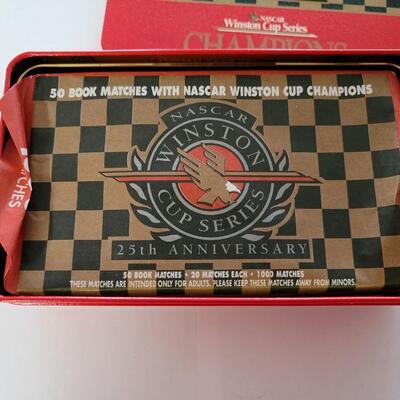 NASCAR
Winston Cup Series
CHAMPIONS
50 BOOK MATCHES WITH NASCAR WINSTON CUP CHAMPIONS
NASCAR
WINSTON
CUP SERIES
25th ANNIVERSARY
50 BOOK MATCHES • 20 MATCHES EACH • 1000 MATCHES
THESE MATCHES ARE INTENDED ONLY FOR ADULTS. PLEASE KEEP THESE MATCHES AWAY FROM MINORS.
MATCHES